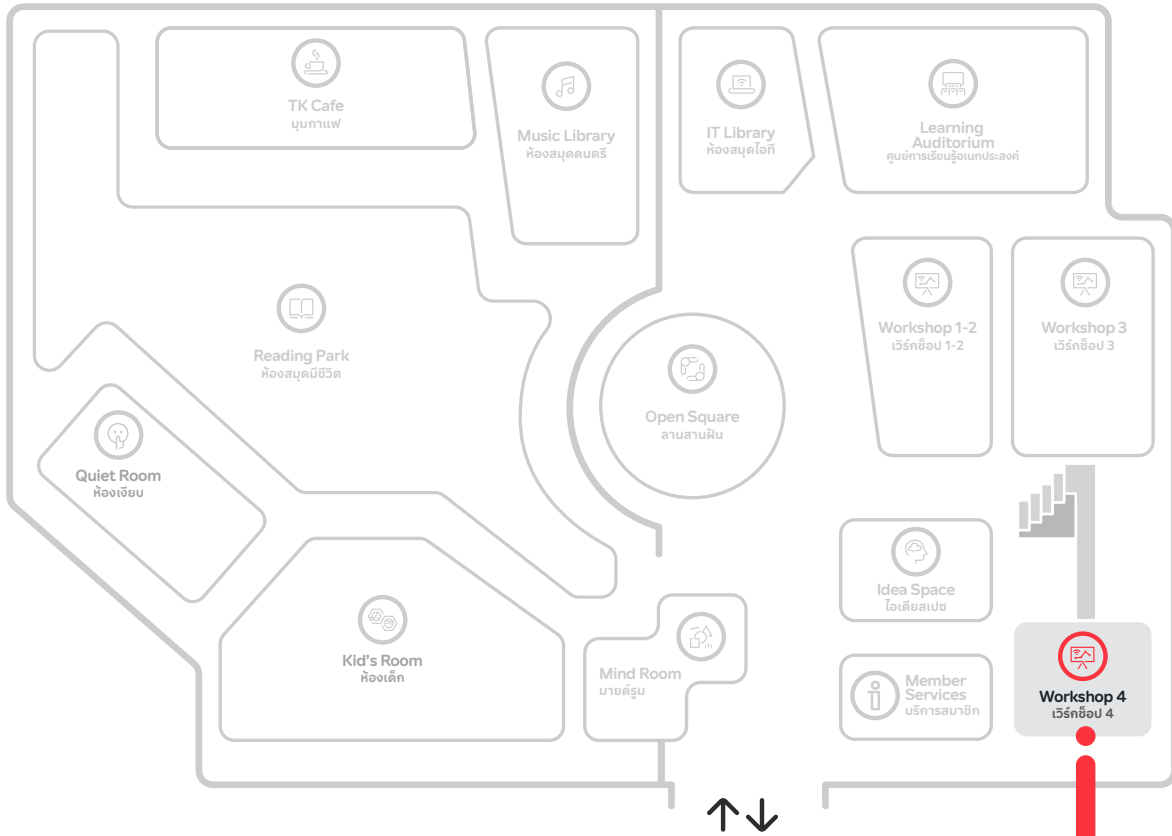 TK Cafe
มุมกาแฟ
Music Library
ห้องสมุดดนตรี
IT Library
ห้องสมุดไอที
Learning
Auditorium
ศูนย์การเรียนรู้อเนกประสงค์
Reading Park
ห้องสมุดมีชีวิต
Open Square
ลานสานฝัน
Workshop 1-2
เวิร์กช็อป 1-2
Workshop 3
เวิร์กช็อป 3
Quiet Room
ห้องเงียบ
Idea Space
ไอเดียสเปซ
Kid's Room
ห้องเด็ก
Mind Room
มายด์รูม
Member
Services
บริการสมาชิก
Workshop 4
เวิร์กช็อป 4